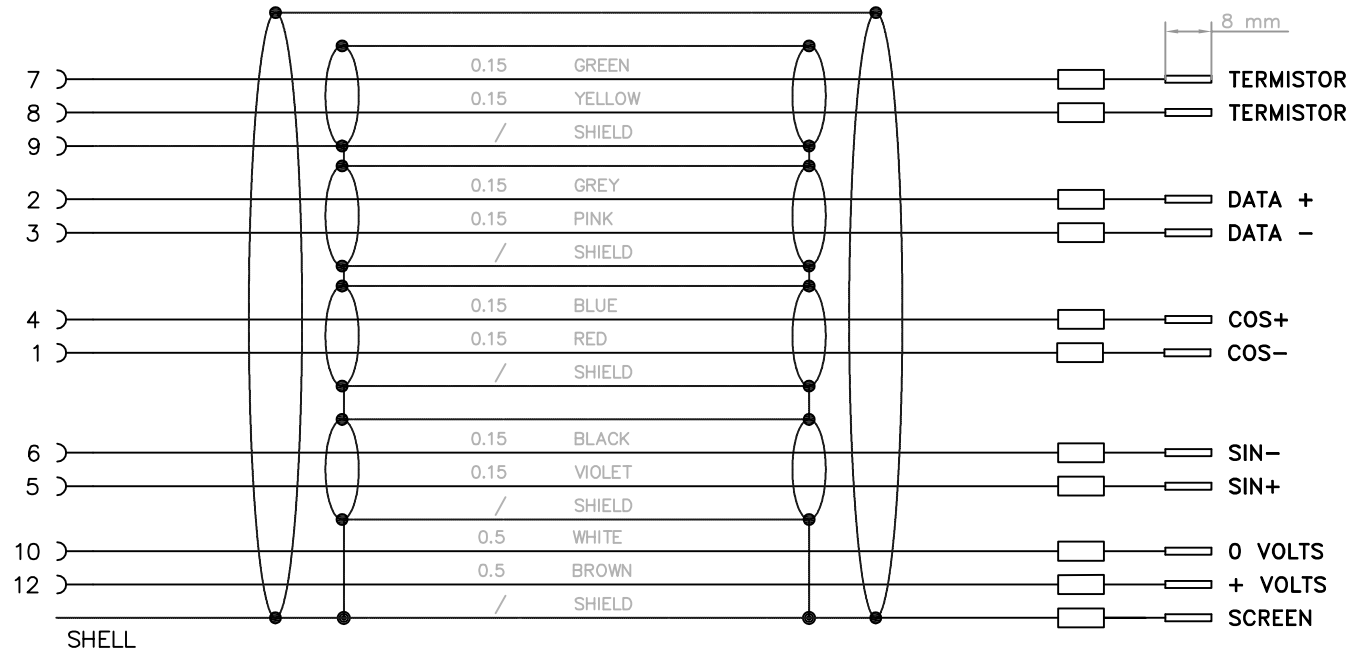 8 mm
7 0.15 GREEN TERMISTOR
8 0.15 YELLOW TERMISTOR
9 / SHIELD
2 0.15 GREY DATA +
3 0.15 PINK DATA -
/ SHIELD
4 0.15 BLUE COS+
1 0.15 RED COS-
/ SHIELD
6 0.15 BLACK SIN-
5 0.15 VIOLET SIN+
/ SHIELD
10 0.5 WHITE 0 VOLTS
12 0.5 BROWN + VOLTS
/ SHIELD SCREEN
SHELL